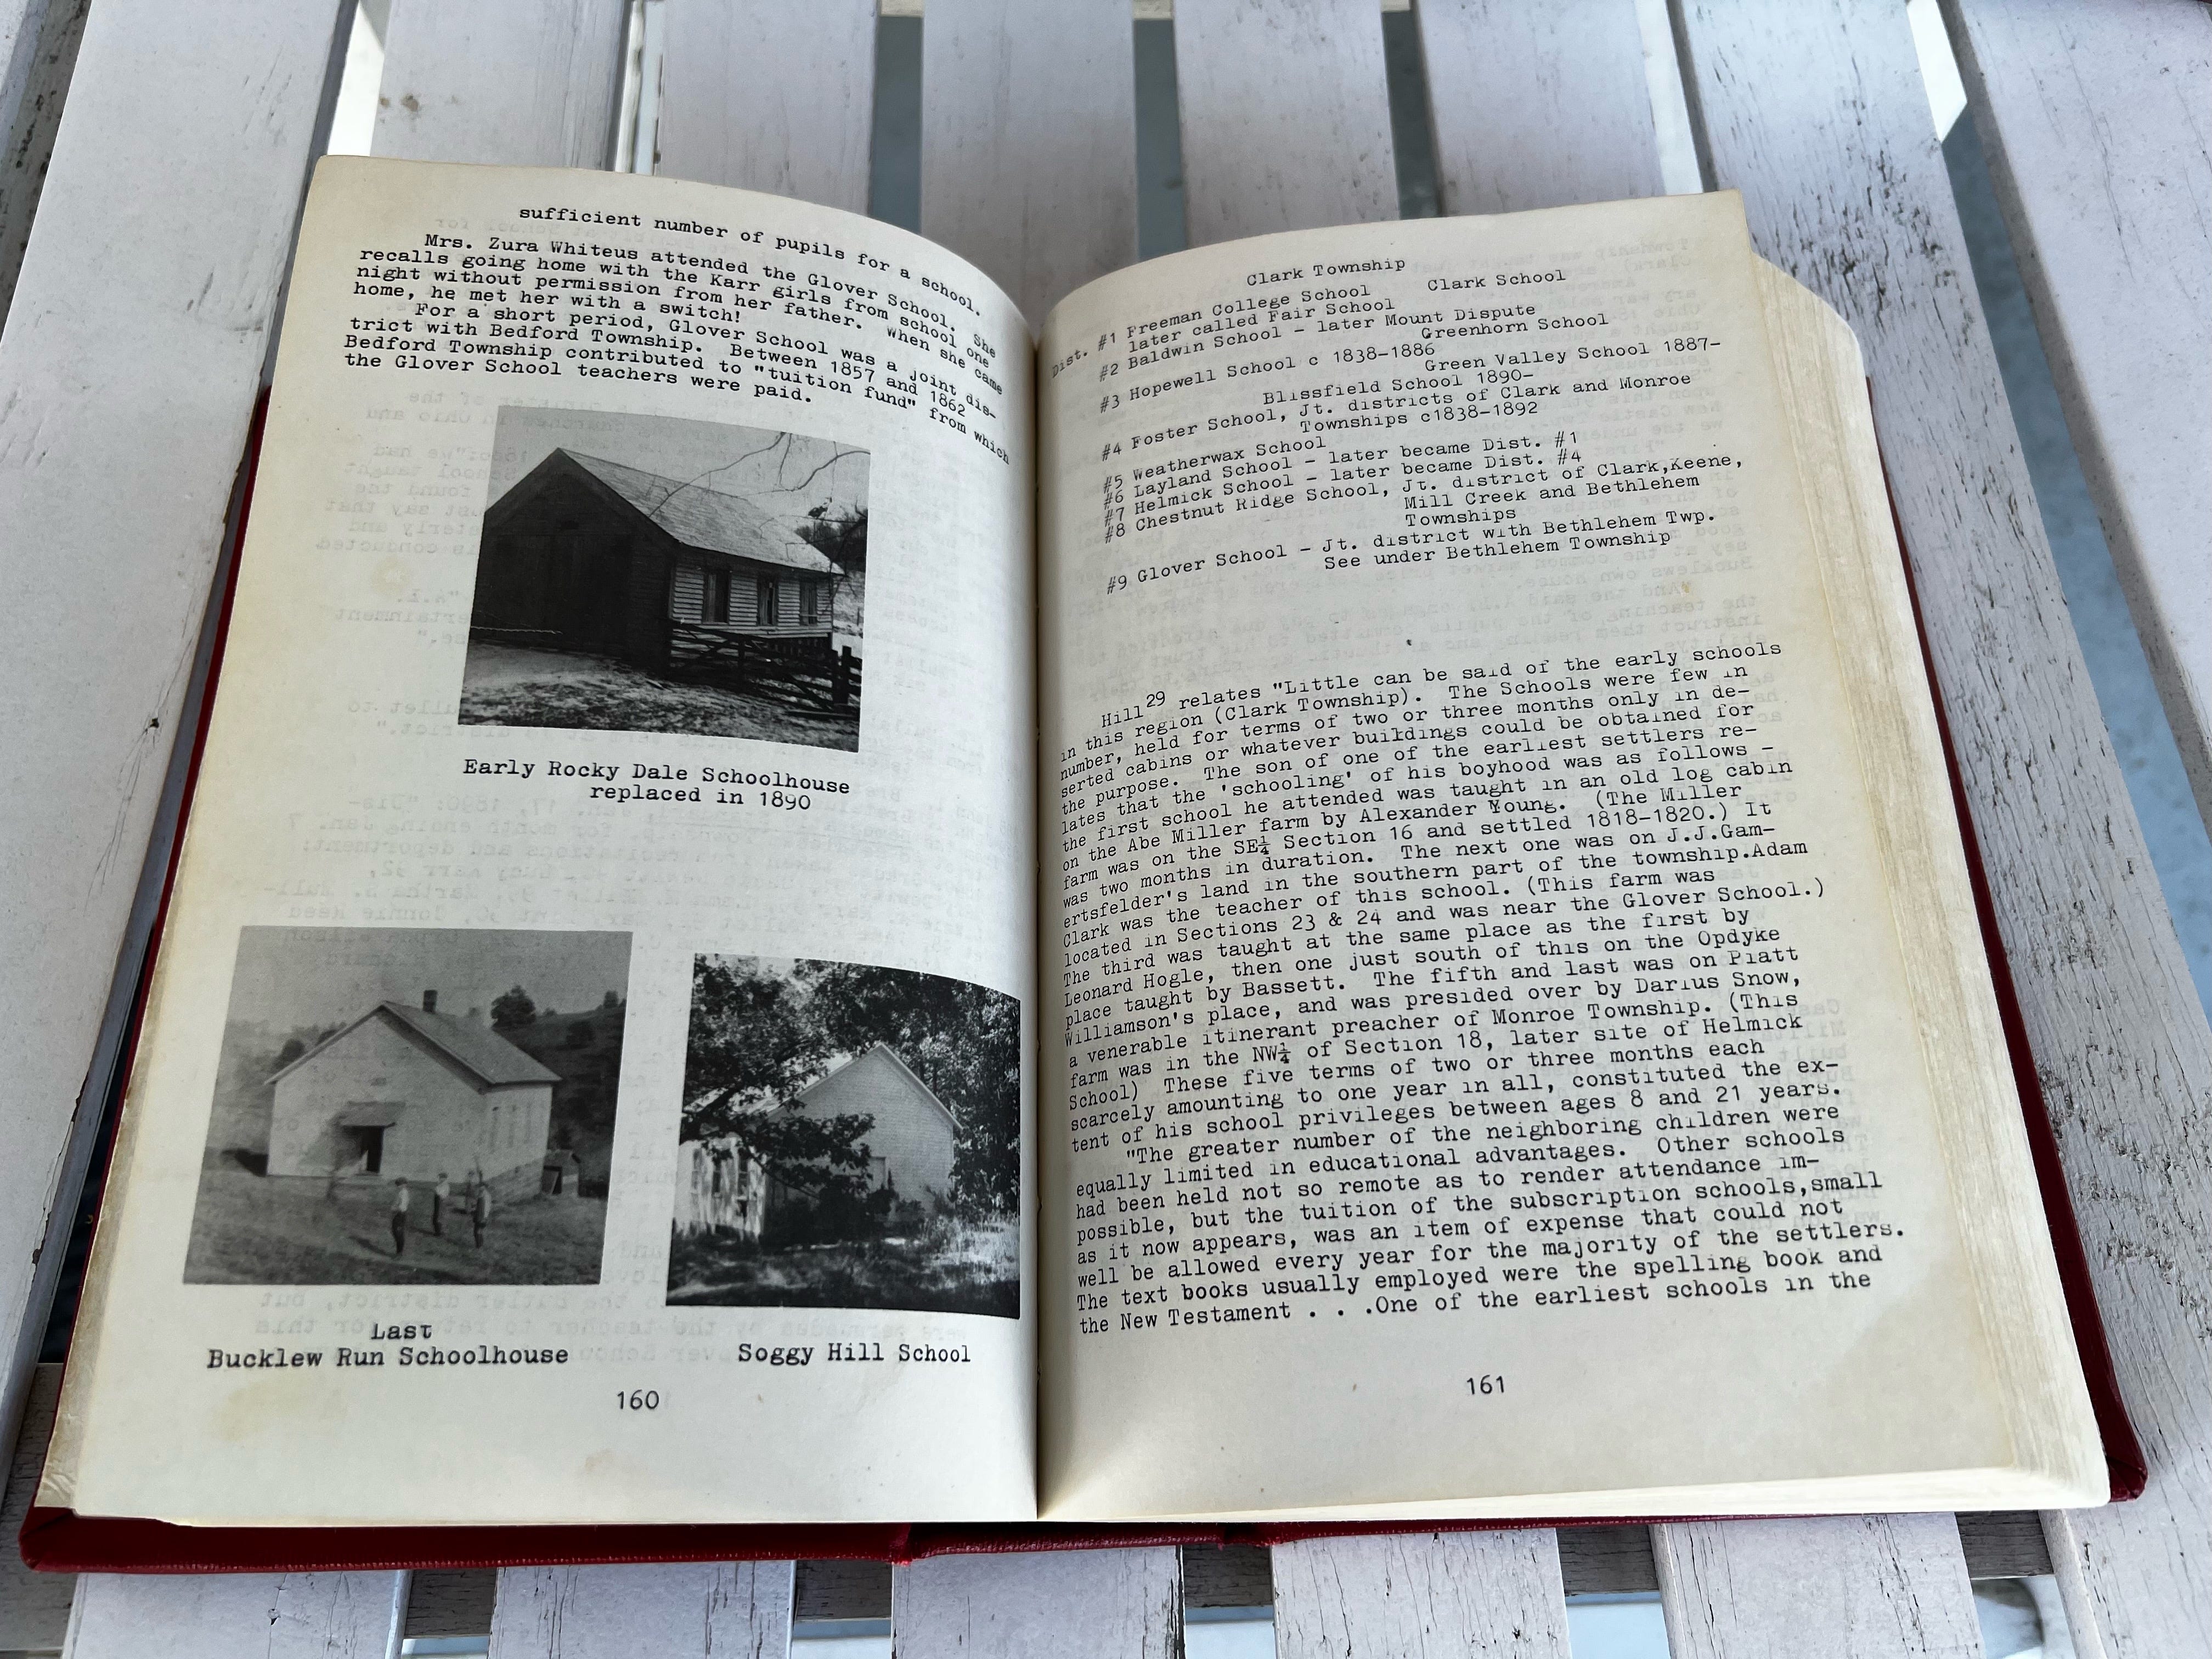 sufficient number of pupils for a school.
Mrs. Zura Whiteus attended the Glover School. She
recalls going home with the Karr girls from school one
night without permission from her father. When she came
home, he met her with a switch!
For a short period, Glover School was a joint dis-
trict with Bedford Township. Between 1857 and 1862
Bedford Township contributed to "tuition fund" from which
the Glover School teachers were paid.
Early Rocky Dale Schoolhouse
replaced in 1890
Last
Bucklew Run Schoolhouse
Soggy Hill School
160
Clark Township
Dist. #1 Freeman College School Clark School
later called Fair School
#2 Baldwin School - later Mount Dispute
Greenhorn School
#3 Hopewell School c 1838-1886
Green Valley School 1887-
Blissfield School 1890-
#4 Foster School, Jt. districts of Clark and Monroe
Townships c1838-1892
#5 Weatherwax School
#6 Layland School - later became Dist. #1
#7 Helmick School - later became Dist. #4
#8 Chestnut Ridge School, Jt. district of Clark,Keene,
Mill Creek and Bethlehem
Townships
#9 Glover School - Jt. district with Bethlehem Twp.
See under Bethlehem Township
Hill29 relates "Little can be said of the early schools
in this region (Clark Township). The Schools were few in
number, held for terms of two or three months only in de-
serted cabins or whatever buildings could be obtained for
the purpose. The son of one of the earliest settlers re-
lates that the 'schooling' of his boyhood was as follows -
the first school he attended was taught in an old log cabin
on the Abe Miller farm by Alexander Young. (The Miller
farm was on the SE¼ Section 16 and settled 1818-1820.) It
was two months in duration. The next one was on J.J.Gam-
ertsfelder's land in the southern part of the township.Adam
Clark was the teacher of this school. (This farm was
located in Sections 23 & 24 and was near the Glover School.)
The third was taught at the same place as the first by
Leonard Hogle, then one just south of this on the Opdyke
place taught by Bassett. The fifth and last was on Piatt
Williamson's place, and was presided over by Darius Snow,
a venerable itinerant preacher of Monroe Township. (This
farm was in the NW¼ of Section 18, later site of Helmick
School) These five terms of two or three months each
scarcely amounting to one year in all, constituted the ex-
tent of his school privileges between ages 8 and 21 years.
"The greater number of the neighboring children were
equally limited in educational advantages. Other schools
had been held not so remote as to render attendance im-
possible, but the tuition of the subscription schools,small
as it now appears, was an item of expense that could not
well be allowed every year for the majority of the settlers.
The text books usually employed were the spelling book and
the New Testament . . .One of the earliest schools in the
161